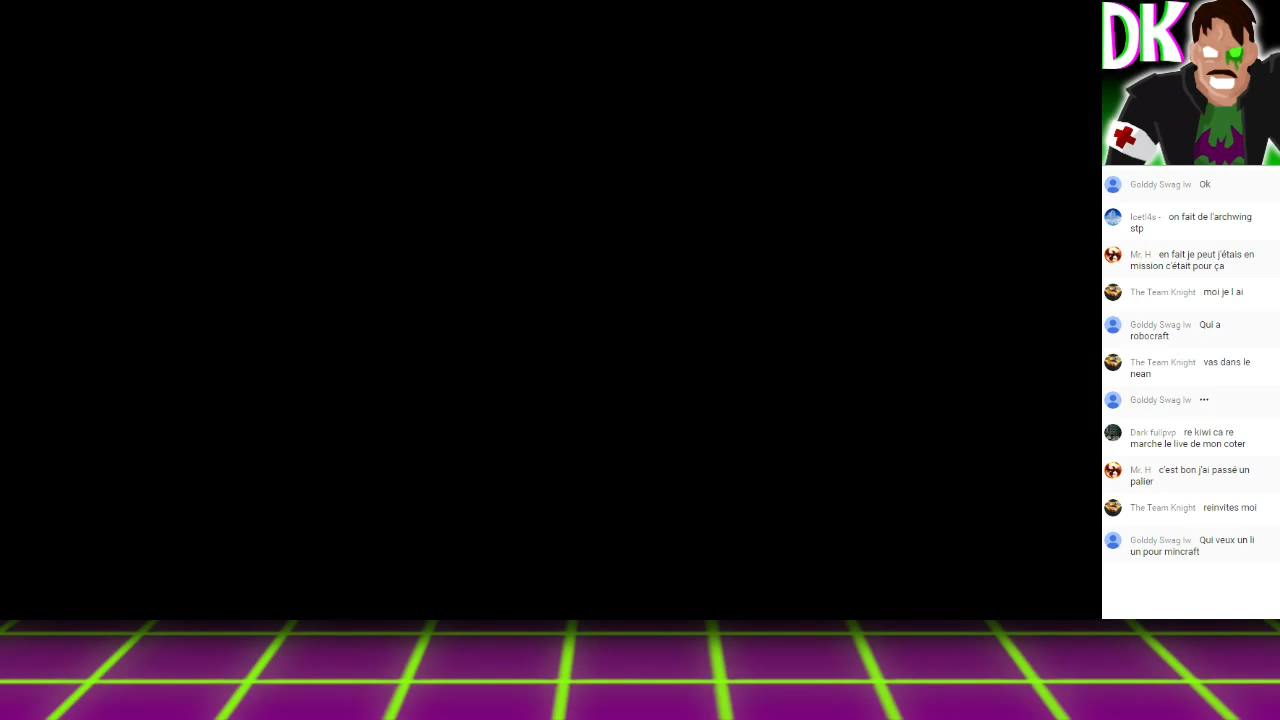 DK
Golddy Swag lw Ok
Icetl4s - on fait de l'archwing
stp
Mr. H en fait je peut j'étais en
mission c'était pour ça
The Team Knight moi je l ai
Golddy Swag lw Qui a
robocraft
The Team Knight vas dans le
nean
Golddy Swag lw •••
Dark fullpvp re kiwi ca re
marche le live de mon coter
Mr. H c'est bon j'ai passé un
palier
The Team Knight reinvites moi
Golddy Swag lw Qui veux un li
un pour mincraft